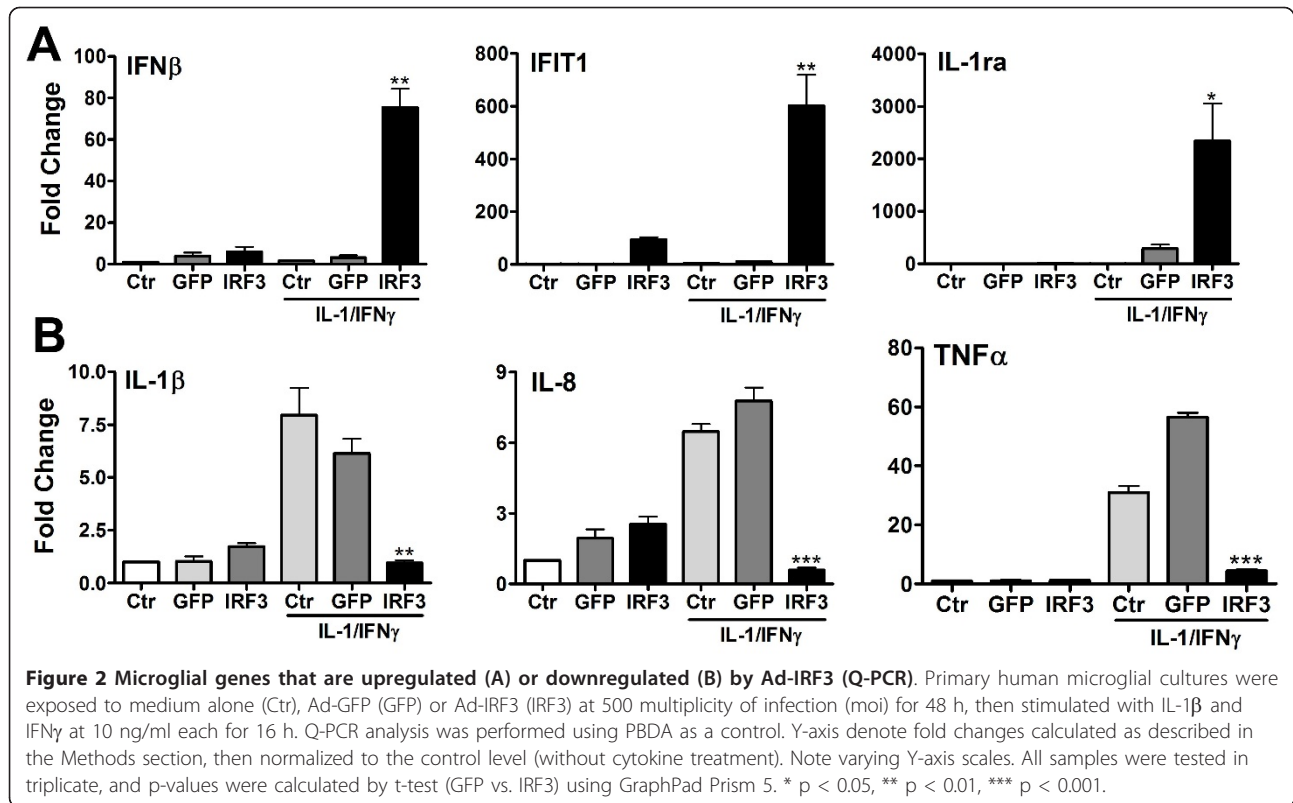 A
IFNβ
IFIT1
IL-1ra
Fold Change
100
80
60
40
20
0
800
600
400
200
0
4000
3000
2000
1000
0
**
**
*
Ctr GFP IRF3 Ctr GFP IRF3
IL-1/IFNγ
Ctr GFP IRF3 Ctr GFP IRF3
IL-1/IFNγ
Ctr GFP IRF3 Ctr GFP IRF3
IL-1/IFNγ
B
IL-1β
IL-8
TNFα
Fold Change
10.0
7.5
5.0
2.5
0.0
9
6
3
0
80
60
40
20
0
**
***
***
Ctr GFP IRF3 Ctr GFP IRF3
IL-1/IFNγ
Ctr GFP IRF3 Ctr GFP IRF3
IL-1/IFNγ
Ctr GFP IRF3 Ctr GFP IRF3
IL-1/IFNγ
Figure 2 Microglial genes that are upregulated (A) or downregulated (B) by Ad-IRF3 (Q-PCR). Primary human microglial cultures were
exposed to medium alone (Ctr), Ad-GFP (GFP) or Ad-IRF3 (IRF3) at 500 multiplicity of infection (moi) for 48 h, then stimulated with IL-1β and
IFNγ at 10 ng/ml each for 16 h. Q-PCR analysis was performed using PBDA as a control. Y-axis denote fold changes calculated as described in
the Methods section, then normalized to the control level (without cytokine treatment). Note varying Y-axis scales. All samples were tested in
triplicate, and p-values were calculated by t-test (GFP vs. IRF3) using GraphPad Prism 5. * p < 0.05, ** p < 0.01, *** p < 0.001.